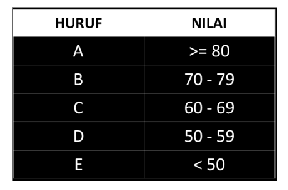 HURUF NILAI
A >= 80
B 70 - 79
C 60 - 69
D 50 - 59
E < 50